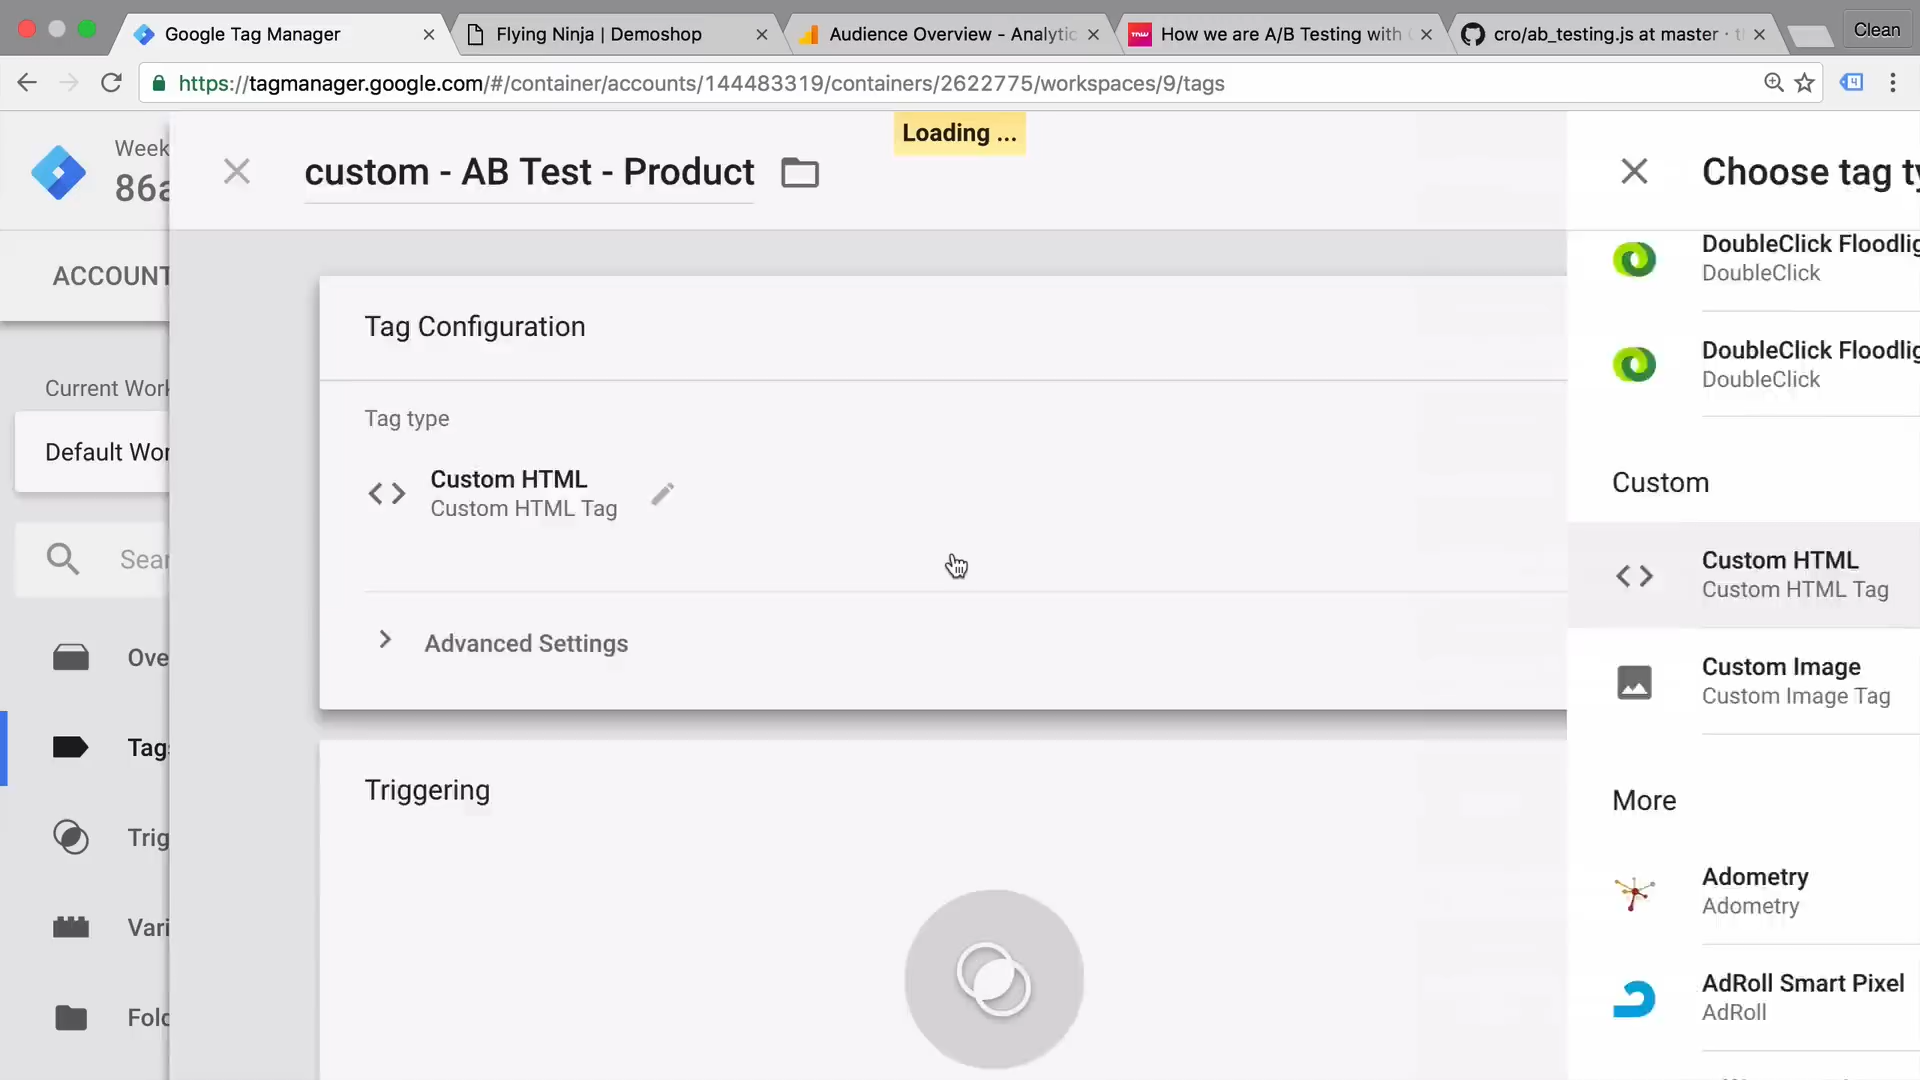 Google Tag Manager
Flying Ninja | Demoshop
Audience Overview - Analytic
TNW
How we are A/B Testing with
cro/ab_testing.js at master ·
Clean
https://tagmanager.google.com/#/container/accounts/144483319/containers/2622775/workspaces/9/tags
Loading ...
Week
86a
custom - AB Test - Product
Choose tag ty
ACCOUNT
Current Work
Default Wor
Sear
Ove
Tags
Trig
Vari
Fold
Tag Configuration
Tag type
Custom HTML
Custom HTML Tag
Advanced Settings
Triggering
DoubleClick Floodlig
DoubleClick
DoubleClick Floodlig
DoubleClick
Custom
Custom HTML
Custom HTML Tag
Custom Image
Custom Image Tag
More
Adometry
Adometry
AdRoll Smart Pixel
AdRoll